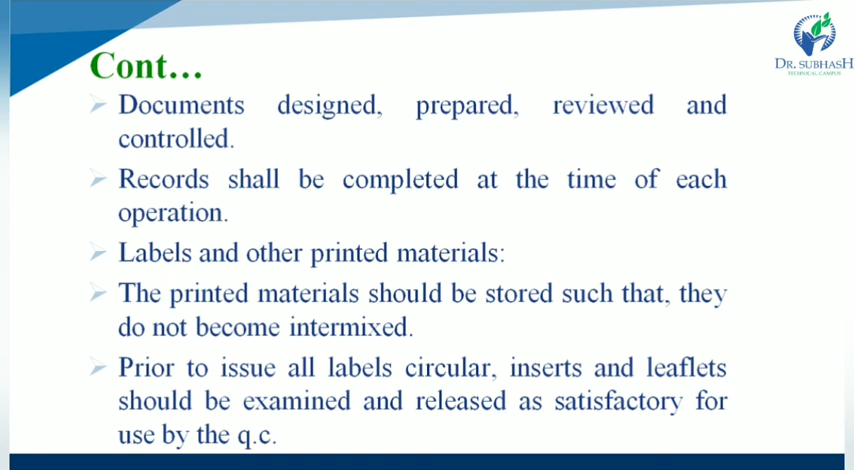 Cont...
DR. SUBHASH
TECHNICAL CAMPUS
Documents designed, prepared, reviewed and
controlled.
Records shall be completed at the time of each
operation.
Labels and other printed materials:
The printed materials should be stored such that, they
do not become intermixed.
Prior to issue all labels circular, inserts and leaflets
should be examined and released as satisfactory for
use by the q.c.